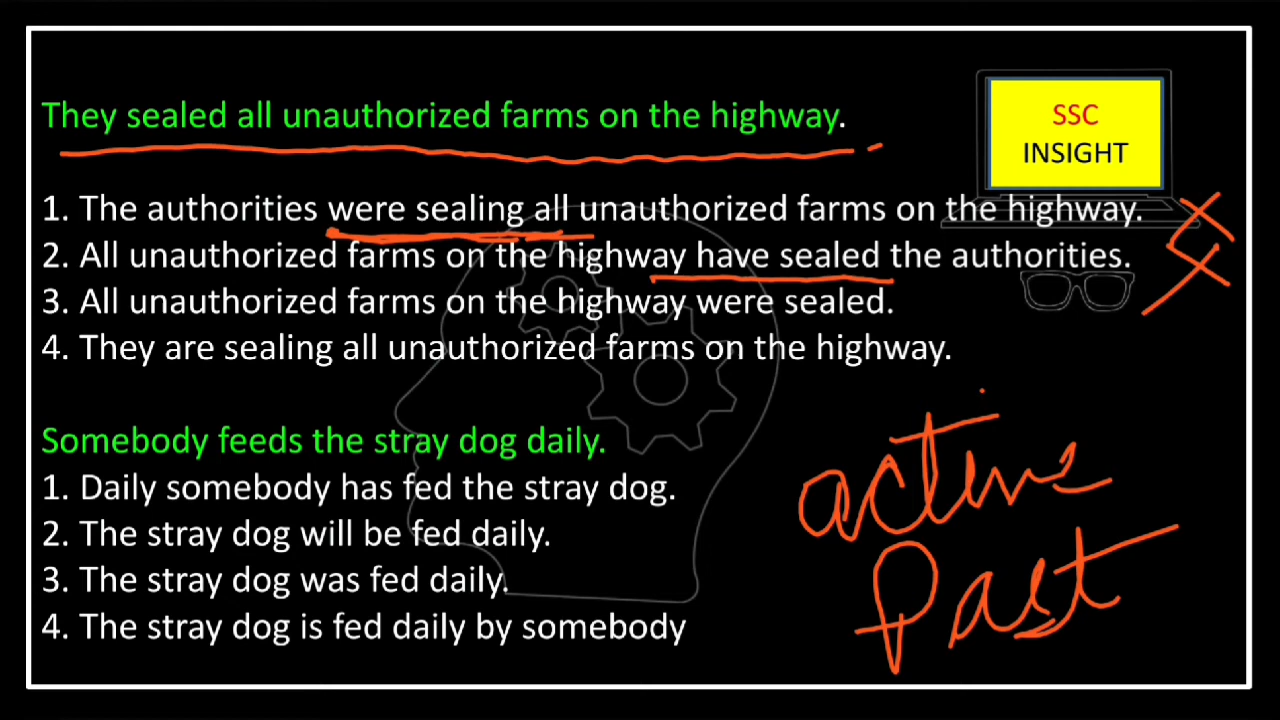 They sealed all unauthorized farms on the highway.
SSC
INSIGHT
1. The authorities were sealing all unauthorized farms on the highway.
2. All unauthorized farms on the highway have sealed the authorities.
3. All unauthorized farms on the highway were sealed.
4. They are sealing all unauthorized farms on the highway.
Somebody feeds the stray dog daily.
1. Daily somebody has fed the stray dog.
2. The stray dog will be fed daily.
3. The stray dog was fed daily.
4. The stray dog is fed daily by somebody
active
Past